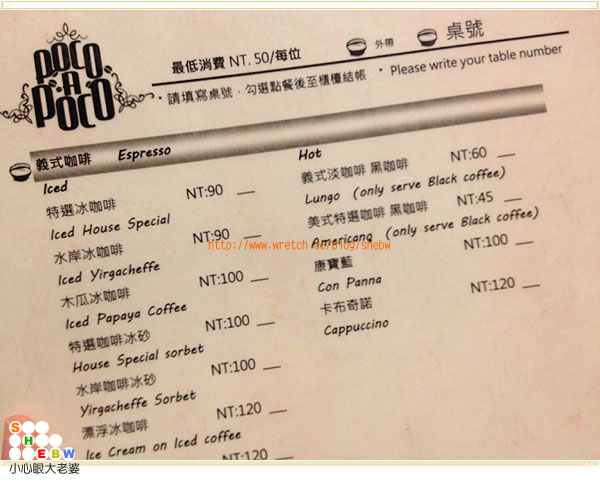 POCO
A
POCO
最低消費 NT. 50/每位
外帶
桌號
* 請填寫桌號，勾選點餐後至櫃檯結帳 * Please write your table number
義式咖啡 Espresso
Iced
特選冰咖啡 NT:90
Iced House Special
水岸冰咖啡 NT:90
Iced Yirgacheffe
木瓜冰咖啡 NT:100
Iced Papaya Coffee
特選咖啡冰砂 NT:100
House Special sorbet
水岸咖啡冰砂 NT:100
Yirgacheffe Sorbet
漂浮冰咖啡 NT:120
Ice Cream on Iced coffee
NT:120
Hot
義式淡咖啡 黑咖啡 NT:60
Lungo (only serve Black coffee)
美式特選咖啡 黑咖啡 NT:45
Americano (only serve Black coffee)
康寶藍 NT:100
Con Panna
卡布奇諾 NT:120
Cappuccino
http://www.wretch.cc/blog/shebw
SHEBW
小心眼大老婆